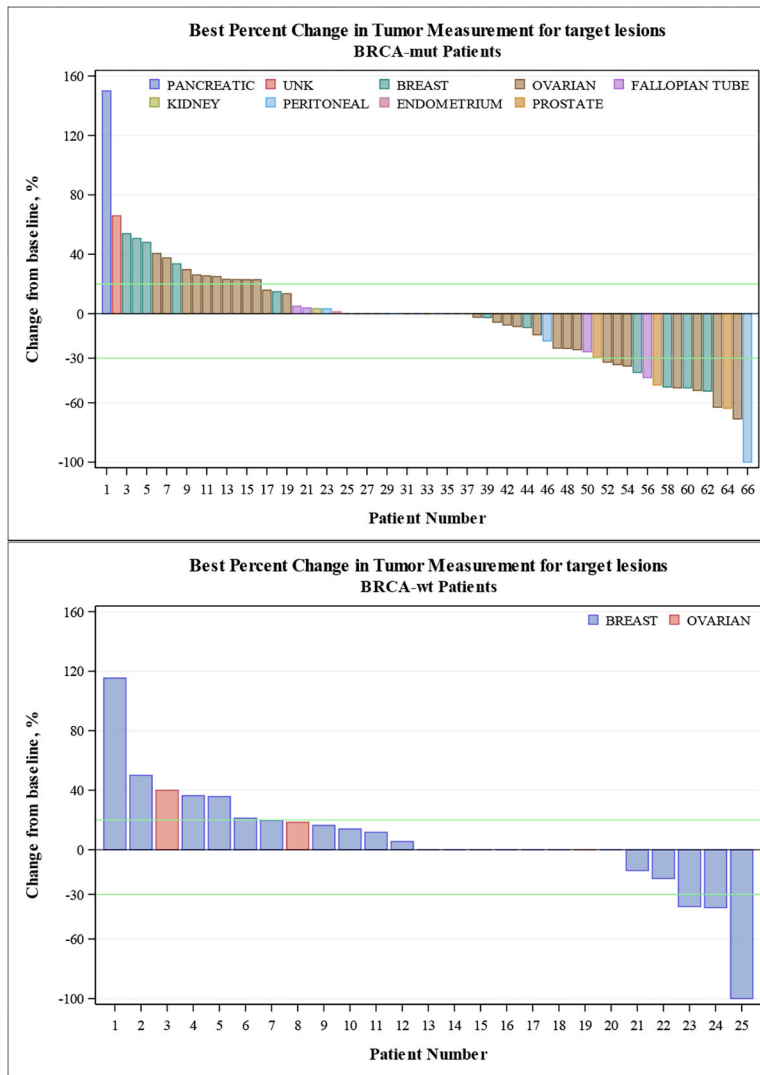 Best Percent Change in Tumor Measurement for target lesions
BRCA-mut Patients
PANCREATIC UNK BREAST OVARIAN FALLOPIAN TUBE
KIDNEY PERITONEAL ENDOMETRIUM PROSTATE
160
120
80
40
0
-30
-60
-100
Change from baseline, %
1 3 5 7 9 11 13 15 17 19 21 23 25 27 29 31 33 35 37 39 42 44 46 48 50 52 54 56 58 60 62 64 66
Patient Number
Best Percent Change in Tumor Measurement for target lesions
BRCA-wt Patients
BREAST OVARIAN
160
120
80
40
0
-30
-60
-100
Change from baseline, %
1 2 3 4 5 6 7 8 9 10 11 12 13 14 15 16 17 18 19 20 21 22 23 24 25
Patient Number